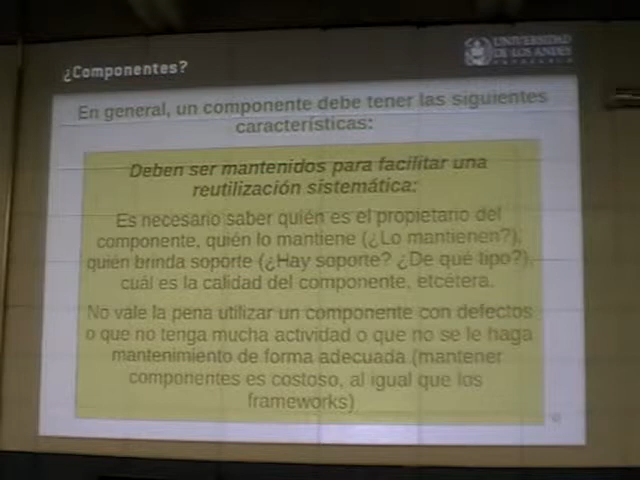 ¿Componentes?
UNIVERSIDAD
DE LOS ANDES
VENEZUELA
En general, un componente debe tener las siguientes
características:
Deben ser mantenidos para facilitar una
reutilización sistemática:
Es necesario saber quién es el propietario del
componente, quién lo mantiene (¿Lo mantienen?),
quién brinda soporte (¿Hay soporte? ¿De qué tipo?),
cuál es la calidad del componente, etcétera.
No vale la pena utilizar un componente con defectos
o que no tenga mucha actividad o que no se le haga
mantenimiento de forma adecuada (mantener
componentes es costoso, al igual que los
frameworks)